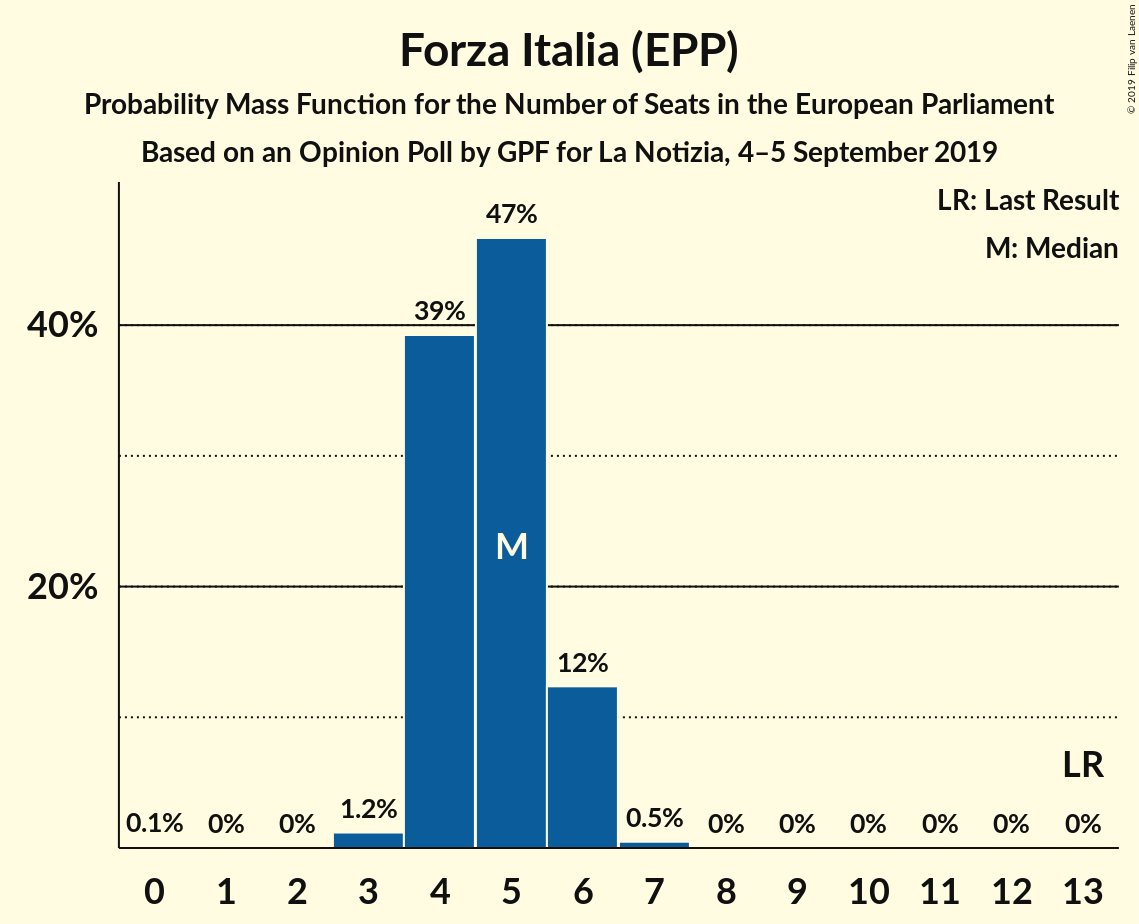 Forza Italia (EPP)
Probability Mass Function for the Number of Seats in the European Parliament
Based on an Opinion Poll by GPF for La Notizia, 4–5 September 2019
© 2019 Filip van Laenen
LR: Last Result
M: Median
47%
39%
40%
M
20%
12%
LR
0.1% 0% 0% 1.2% 0.5% 0% 0% 0% 0% 0% 0%
0 1 2 3 4 5 6 7 8 9 10 11 12 13